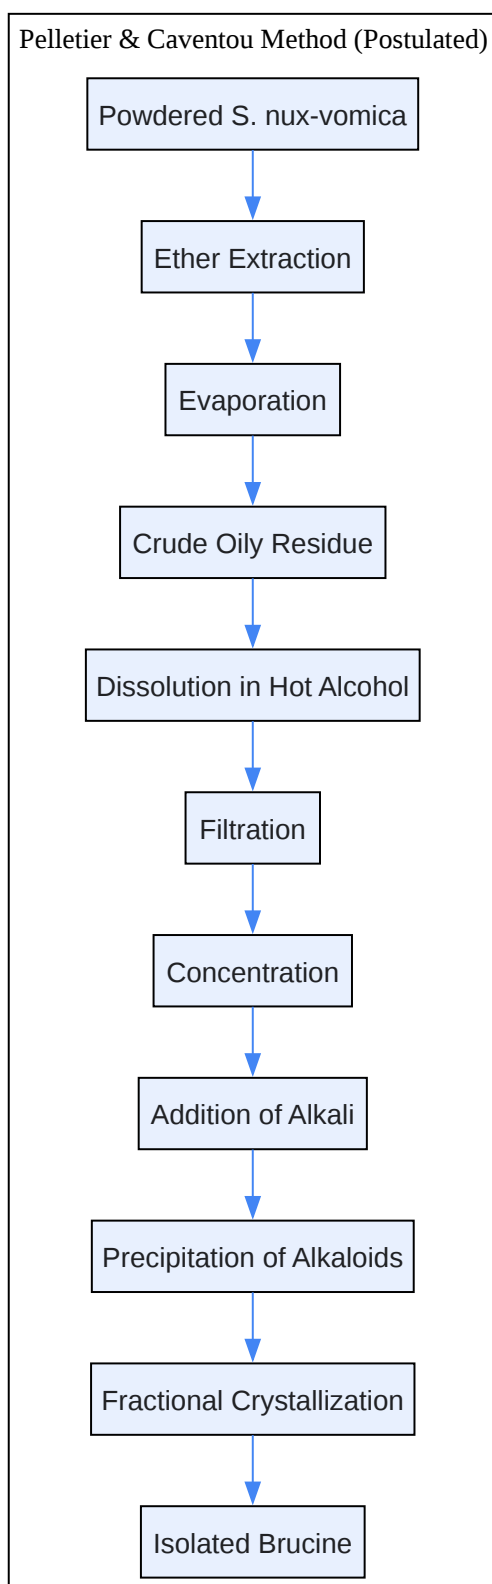 Pelletier & Caventou Method (Postulated)
Powdered S. nux-vomica
Ether Extraction
Evaporation
Crude Oily Residue
Dissolution in Hot Alcohol
Filtration
Concentration
Addition of Alkali
Precipitation of Alkaloids
Fractional Crystallization
Isolated Brucine